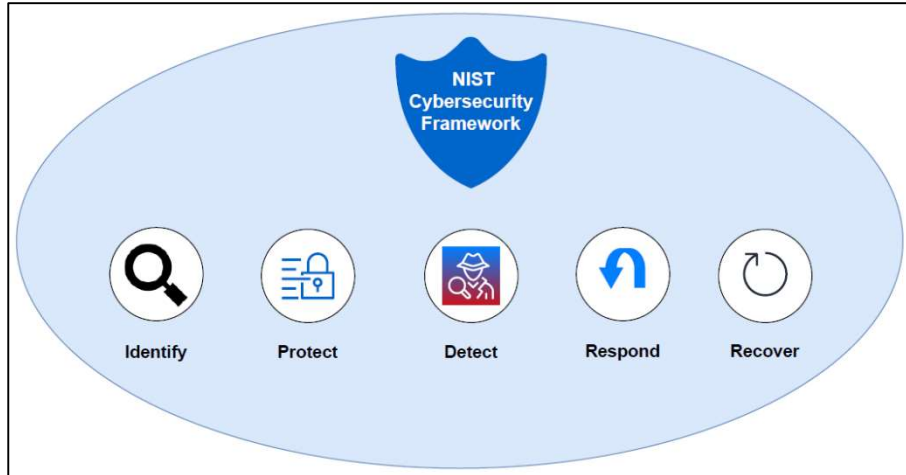 NIST
Cybersecurity
Framework
Identify
Protect
Detect
Respond
Recover